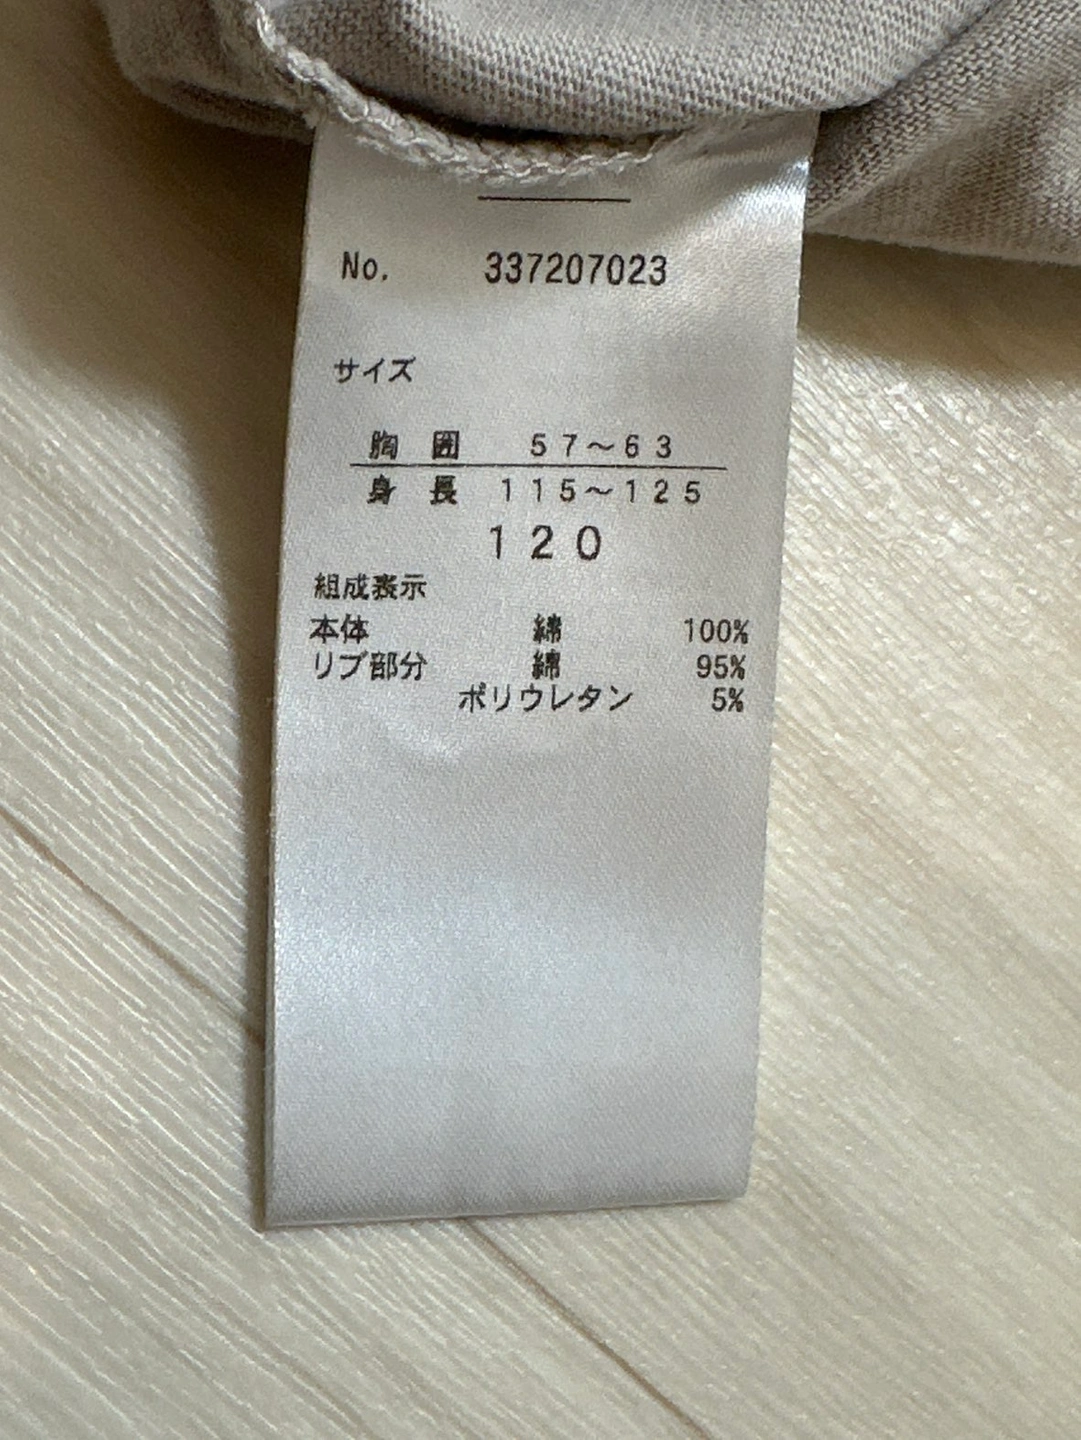 No. 337207023
サイズ
胸囲 57～63
身長 115～125
120
組成表示
本体 綿 100%
リブ部分 綿 95%
ポリウレタン 5%